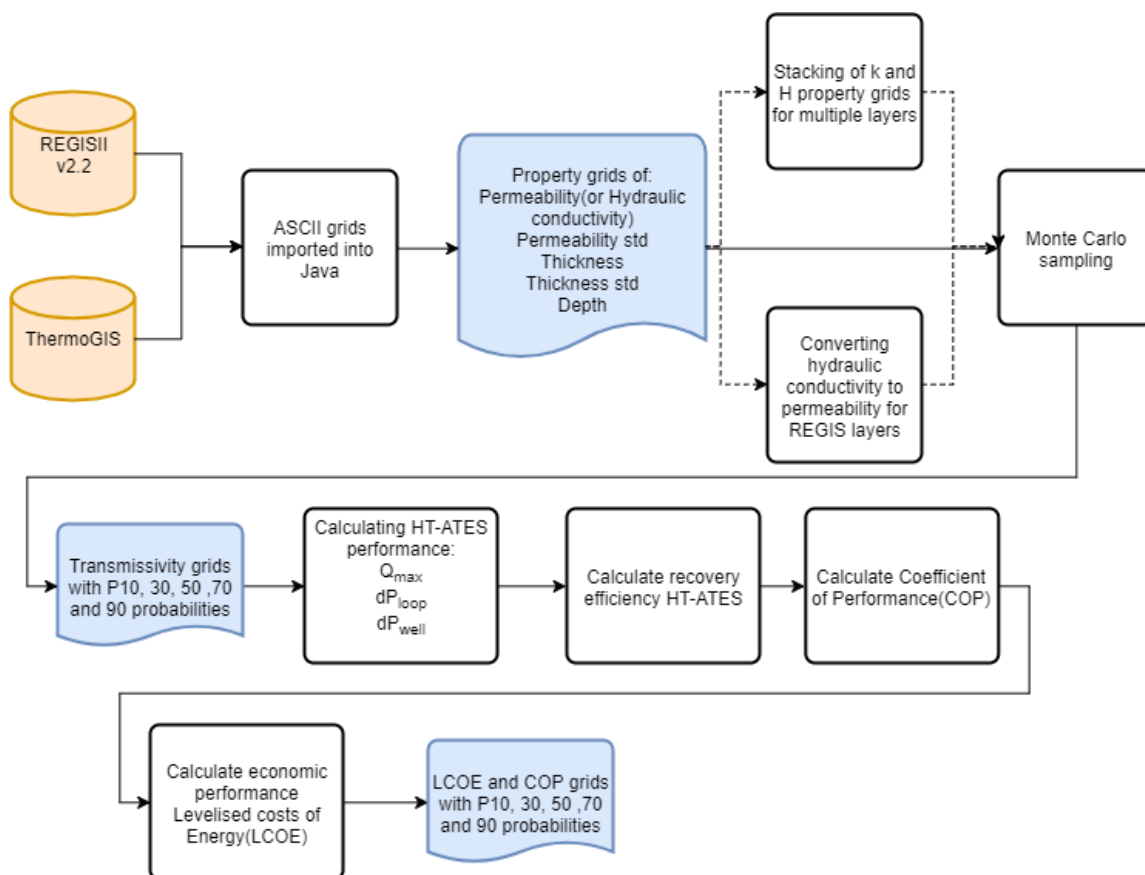 REGISII
v2.2
ThermoGIS
ASCII grids
imported into
Java
Property grids of:
Permeability(or Hydraulic
conductivity)
Permeability std
Thickness
Thickness std
Depth
Stacking of k and
H property grids
for multiple layers
Converting
hydraulic
conductivity to
permeability for
REGIS layers
Monte Carlo
sampling
Transmissivity grids
with P10, 30, 50 ,70
and 90 probabilities
Calculating HT-ATES
performance:
Qmax
dPloop
dPwell
Calculate recovery
efficiency HT-ATES
Calculate Coefficient
of Performance(COP)
Calculate economic
performance
Levelised costs of
Energy(LCOE)
LCOE and COP grids
with P10, 30, 50 ,70
and 90 probabilities